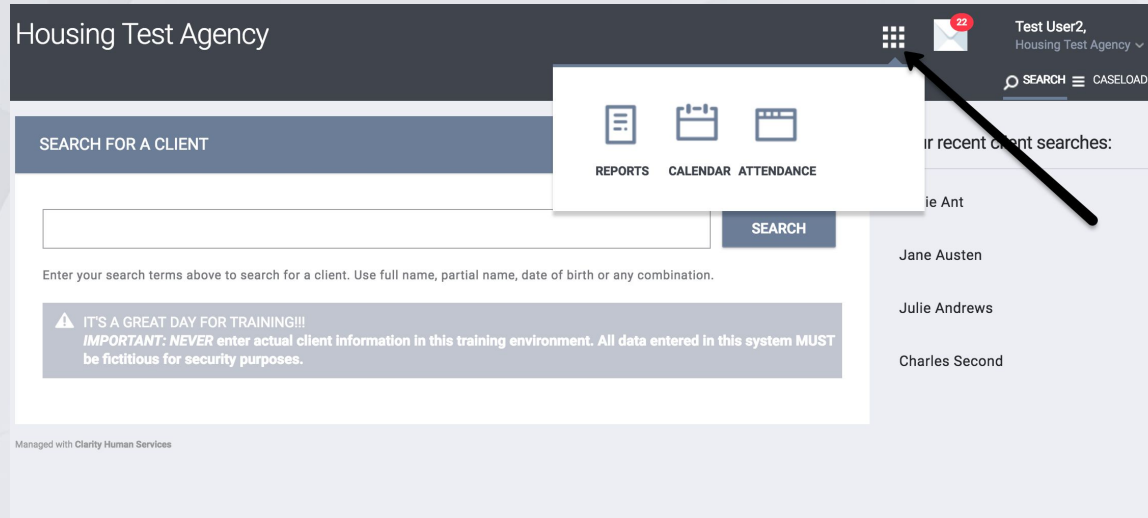 Housing Test Agency
22
Test User2,
Housing Test Agency
SEARCH
CASELOAD
REPORTS
CALENDAR
ATTENDANCE
SEARCH FOR A CLIENT
SEARCH
Enter your search terms above to search for a client. Use full name, partial name, date of birth or any combination.
IT'S A GREAT DAY FOR TRAINING!!!
IMPORTANT: NEVER enter actual client information in this training environment. All data entered in this system MUST
be fictitious for security purposes.
recent client searches:
Ant
Jane Austen
Julie Andrews
Charles Second
Managed with Clarity Human Services